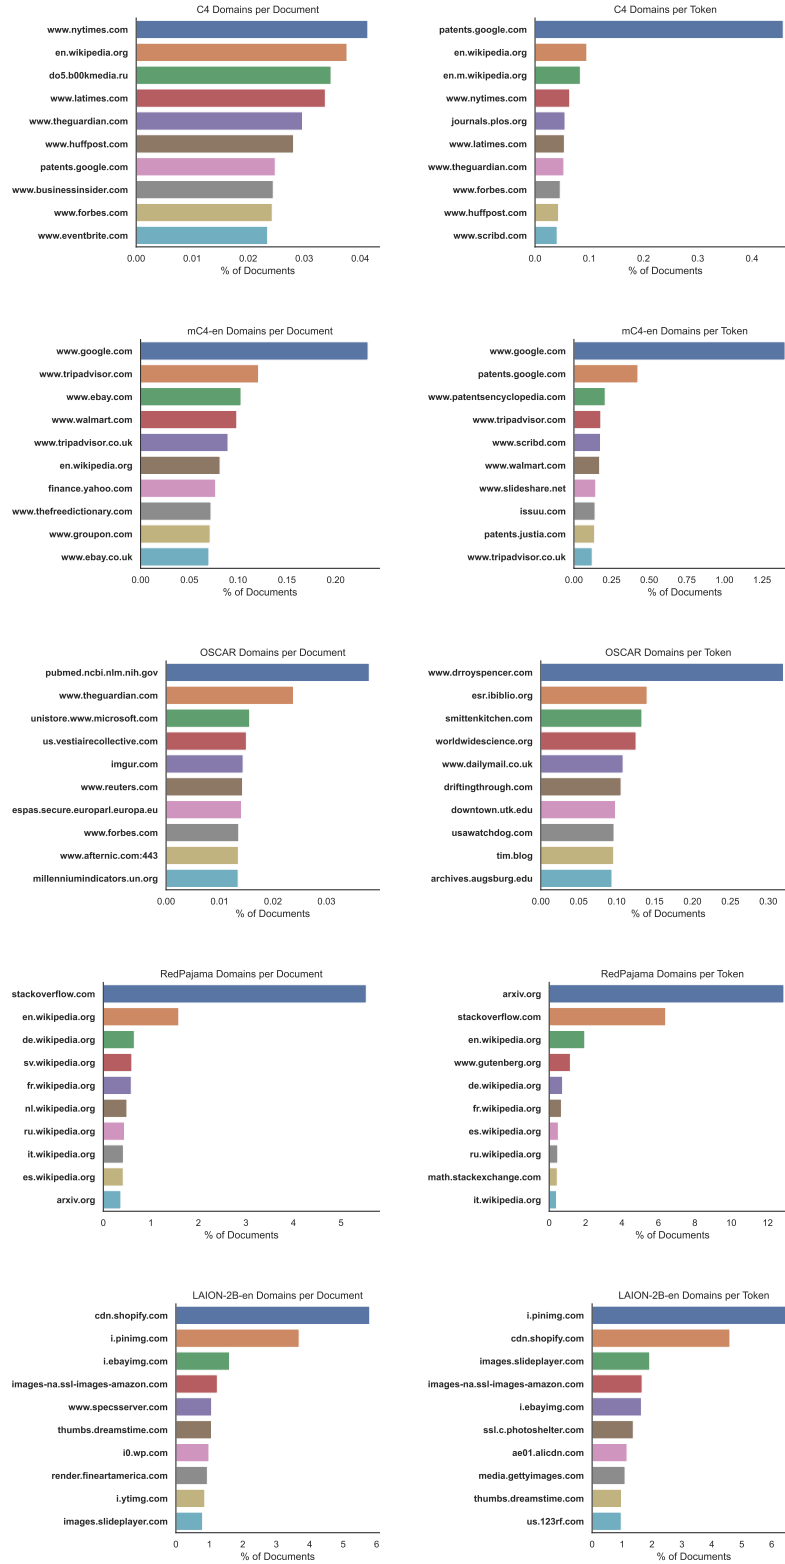 C4 Domains per Document
www.nytimes.com
en.wikipedia.org
do5.b00kmedia.ru
www.latimes.com
www.theguardian.com
www.huffpost.com
patents.google.com
www.businessinsider.com
www.forbes.com
www.eventbrite.com
0.00 0.01 0.02 0.03 0.04
% of Documents
C4 Domains per Token
patents.google.com
en.wikipedia.org
en.m.wikipedia.org
www.nytimes.com
journals.plos.org
www.latimes.com
www.theguardian.com
www.forbes.com
www.huffpost.com
www.scribd.com
0.0 0.1 0.2 0.3 0.4
% of Documents
mC4-en Domains per Document
www.google.com
www.tripadvisor.com
www.ebay.com
www.walmart.com
www.tripadvisor.co.uk
en.wikipedia.org
finance.yahoo.com
www.thefreedictionary.com
www.groupon.com
www.ebay.co.uk
0.00 0.05 0.10 0.15 0.20
% of Documents
mC4-en Domains per Token
www.google.com
patents.google.com
www.patentsencyclopedia.com
www.tripadvisor.com
www.scribd.com
www.walmart.com
www.slideshare.net
issuu.com
patents.justia.com
www.tripadvisor.co.uk
0.00 0.25 0.50 0.75 1.00 1.25
% of Documents
OSCAR Domains per Document
pubmed.ncbi.nlm.nih.gov
www.theguardian.com
unistore.www.microsoft.com
us.vestiairecollective.com
imgur.com
www.reuters.com
espas.secure.europarl.europa.eu
www.forbes.com
www.afternic.com:443
millenniumindicators.un.org
0.00 0.01 0.02 0.03
% of Documents
OSCAR Domains per Token
www.drroyspencer.com
esr.ibiblio.org
smittenkitchen.com
worldwidescience.org
www.dailymail.co.uk
driftingthrough.com
downtown.utk.edu
usawatchdog.com
tim.blog
archives.augsburg.edu
0.00 0.05 0.10 0.15 0.20 0.25 0.30
% of Documents
RedPajama Domains per Document
stackoverflow.com
en.wikipedia.org
de.wikipedia.org
sv.wikipedia.org
fr.wikipedia.org
nl.wikipedia.org
ru.wikipedia.org
it.wikipedia.org
es.wikipedia.org
arxiv.org
0 1 2 3 4 5
% of Documents
RedPajama Domains per Token
arxiv.org
stackoverflow.com
en.wikipedia.org
www.gutenberg.org
de.wikipedia.org
fr.wikipedia.org
es.wikipedia.org
ru.wikipedia.org
math.stackexchange.com
it.wikipedia.org
0 2 4 6 8 10 12
% of Documents
LAION-2B-en Domains per Document
cdn.shopify.com
i.pinimg.com
i.ebayimg.com
images-na.ssl-images-amazon.com
www.specsserver.com
thumbs.dreamstime.com
i0.wp.com
render.fineartamerica.com
i.ytimg.com
images.slideplayer.com
0 1 2 3 4 5 6
% of Documents
LAION-2B-en Domains per Token
i.pinimg.com
cdn.shopify.com
images.slideplayer.com
images-na.ssl-images-amazon.com
i.ebayimg.com
ssl.c.photoshelter.com
ae01.alicdn.com
media.gettyimages.com
thumbs.dreamstime.com
us.123rf.com
0 1 2 3 4 5 6
% of Documents